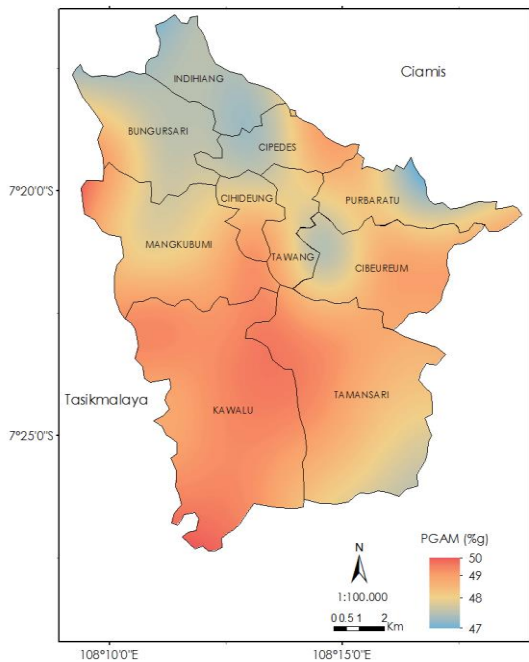 Ciamis
INDIHIANG
BUNGURSARI
CIPEDES
7°20'0"S
CIHIDEUNG
PURBARATU
MANGKUBUMI
TAWANG
CIBEUREUM
Tasikmalaya
KAWALU
TAMANSARI
7°25'0"S
N
1:100.000
0 0.5 1 2
Km
PGAM (%g)
50
49
48
47
108°10'0"E
108°15'0"E